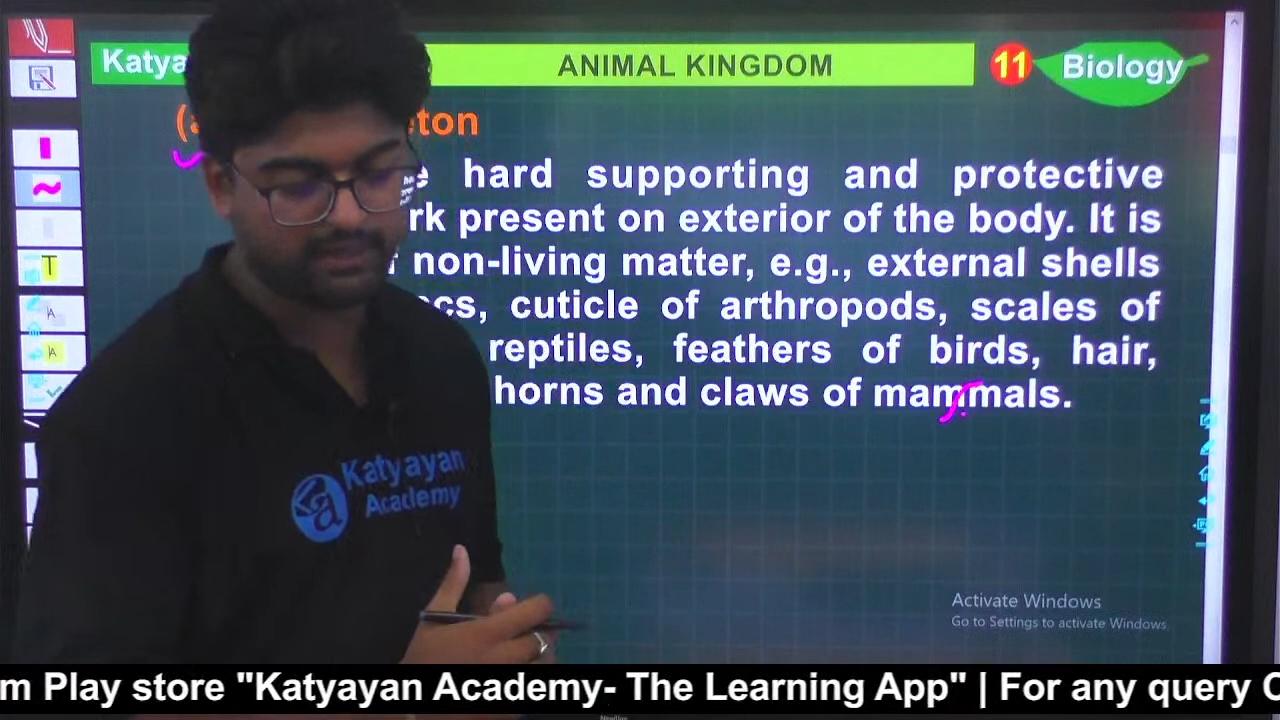 Katya
ANIMAL KINGDOM
11
Biology
eton
hard supporting and protective
rk present on exterior of the body. It is
non-living matter, e.g., external shells
cs, cuticle of arthropods, scales of
reptiles, feathers of birds, hair,
horns and claws of mammals.
Katyayan
Academy
Activate Windows
Go to Settings to activate Windows.
m Play store "Katyayan Academy- The Learning App" | For any query C